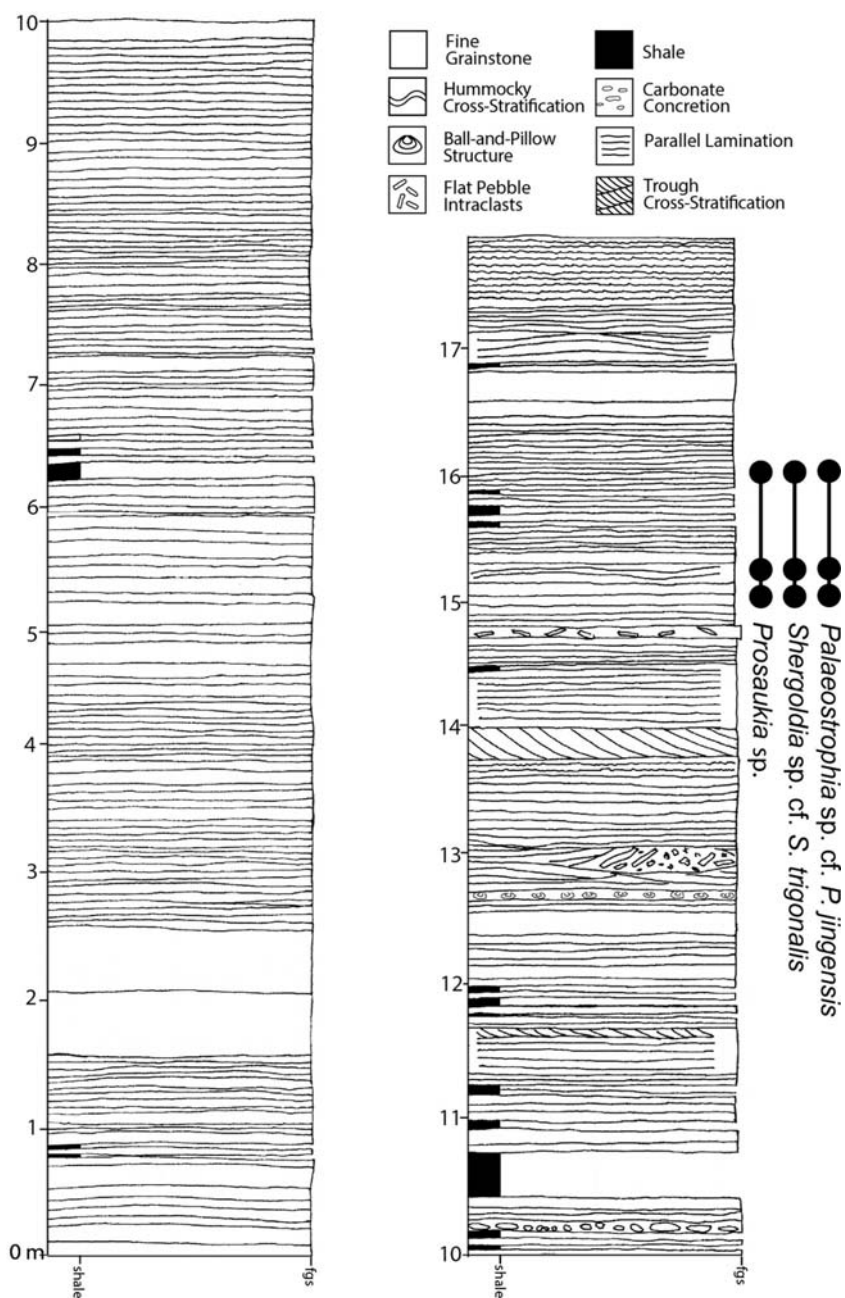 10
9
8
7
6
5
4
3
2
1
0 m
shale
fgs
Fine
Grainstone
Shale
Hummocky
Cross-Stratification
Carbonate
Concretion
Ball-and-Pillow
Structure
Parallel Lamination
Flat Pebble
Intraclasts
Trough
Cross-Stratification
17
16
15
14
13
12
11
10
shale
fgs
Prosaukia sp.
Shergoldia sp. cf. S. trigonalis
Palaeostrophia sp. cf. P. jingensis